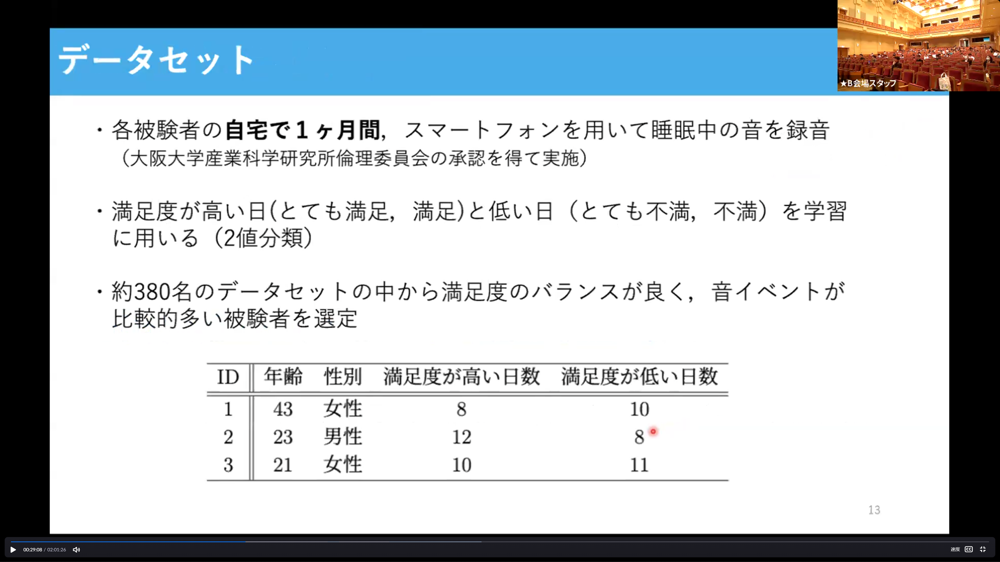 データセット
★B会場スタッフ
・各被験者の自宅で１ヶ月間，スマートフォンを用いて睡眠中の音を録音
（大阪大学産業科学研究所倫理委員会の承認を得て実施）
・満足度が高い日(とても満足，満足)と低い日（とても不満，不満）を学習
に用いる（2値分類）
・約380名のデータセットの中から満足度のバランスが良く，音イベントが
比較的多い被験者を選定
ID 年齢 性別 満足度が高い日数 満足度が低い日数
1 43 女性 8 10
2 23 男性 12 8
3 21 女性 10 11
13
00:29:08 / 02:01:26 速度 CC